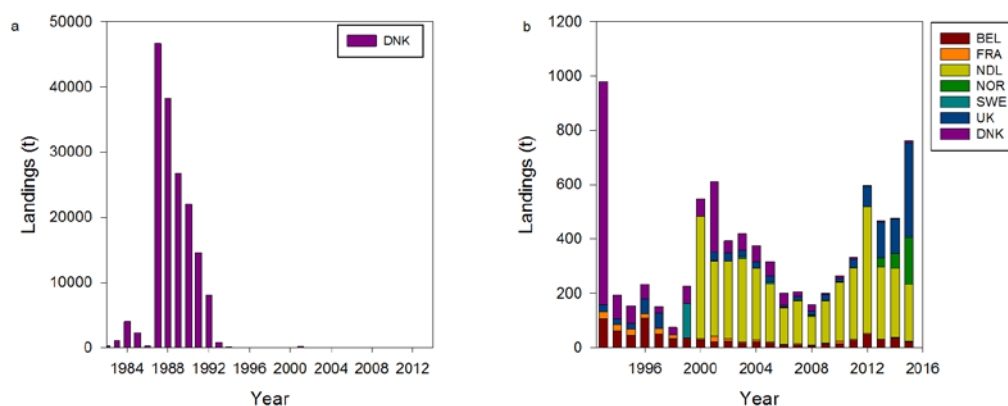 a
50000
40000
30000
20000
10000
0
Landings (t)
1984 1988 1992 1996 2000 2004 2008 2012
Year
DNK
b
1200
1000
800
600
400
200
0
Landings (t)
1996 2000 2004 2008 2012 2016
Year
BEL
FRA
NDL
NOR
SWE
UK
DNK